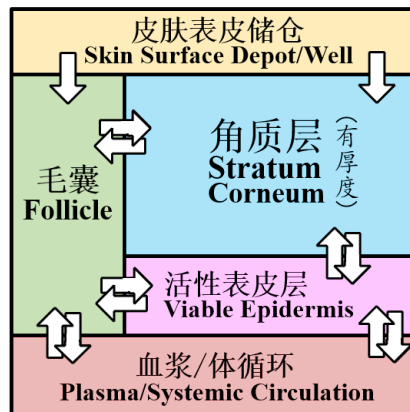 皮肤表皮储仓
Skin Surface Depot/Well
毛囊
Follicle
角质层
Stratum
Corneum
（有厚度）
活性表皮层
Viable Epidermis
血浆/体循环
Plasma/Systemic Circulation